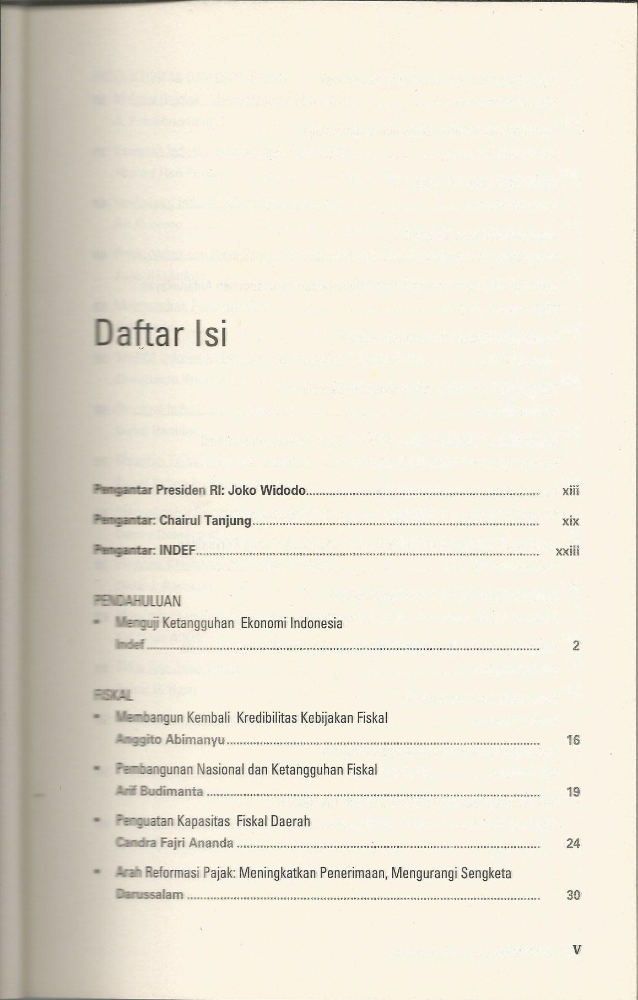 Daftar Isi
Pengantar Presiden RI: Joko Widodo xiii
Pengantar: Chairul Tanjung xix
Pengantar: INDEF xxiii
PENDAHULUAN
▪ Menguji Ketangguhan Ekonomi Indonesia
Indef 2
FISKAL
▪ Membangun Kembali Kredibilitas Kebijakan Fiskal
Anggito Abimanyu 16
▪ Pembangunan Nasional dan Ketangguhan Fiskal
Arif Budimanta 19
▪ Penguatan Kapasitas Fiskal Daerah
Candra Fajri Ananda 24
▪ Arah Reformasi Pajak: Meningkatkan Penerimaan, Mengurangi Sengketa
Darussalam 30
V